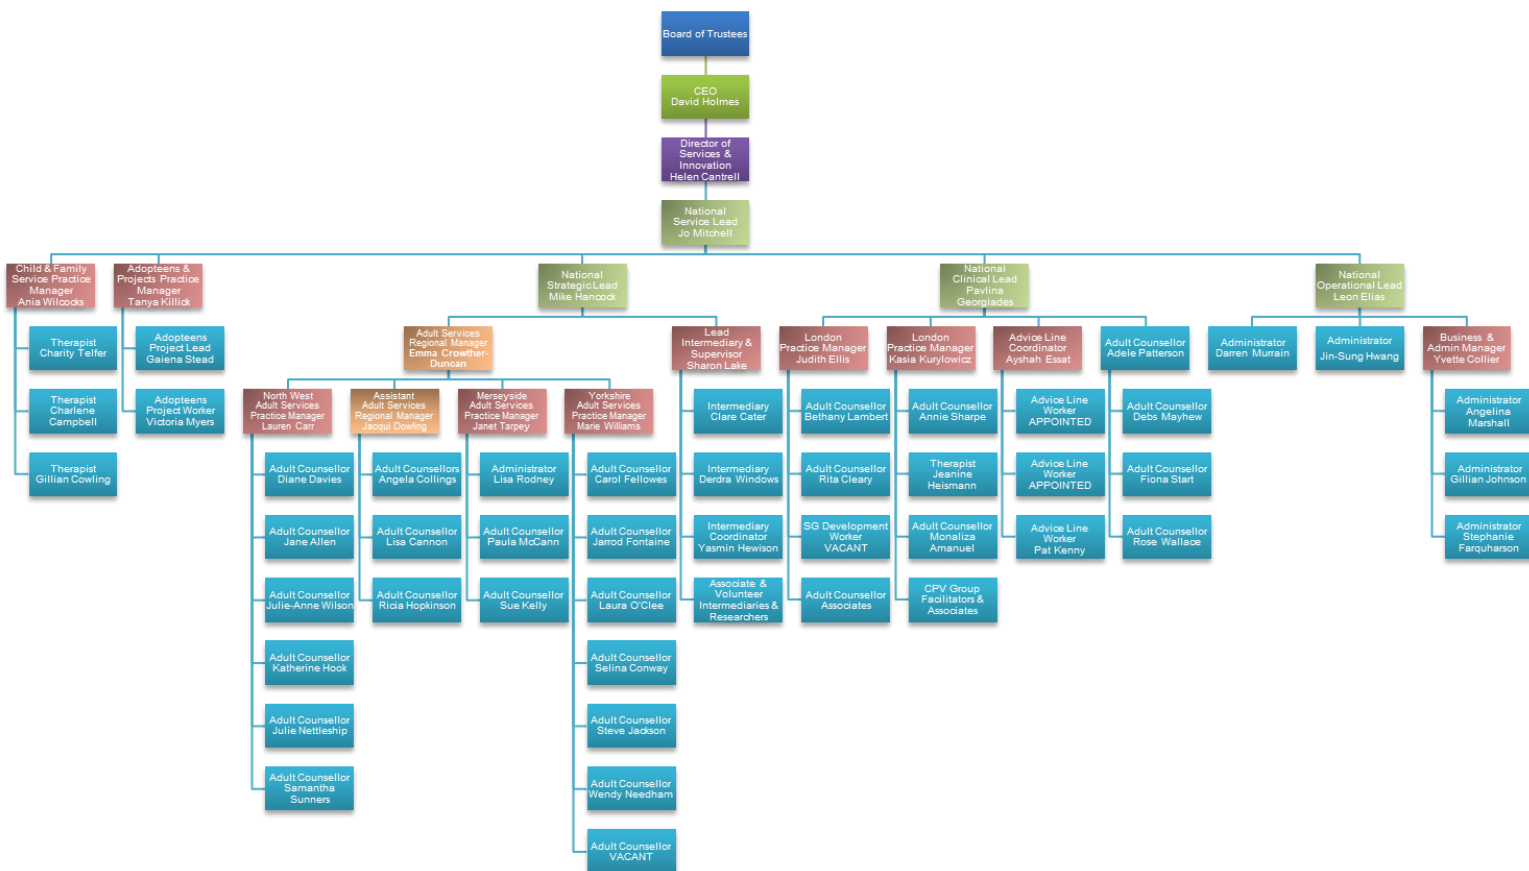 Board of Trustees
CEO
David Holmes
Director of
Services &
Innovation
Helen Cantrell
National
Service Lead
Jo Mitchell
Child & Family
Service Practice
Manager
Ania Wilcocks
Adopteens &
Projects Practice
Manager
Tanya Killick
National
Strategic Lead
Mike Hancock
National
Clinical Lead
Pavlina
Georgiades
National
Operational Lead
Leon Elias
Therapist
Charity Telfer
Therapist
Charlene
Campbell
Therapist
Gillian Cowling
Adopteens
Project Lead
Gaiena Stead
Adopteens
Project Worker
Victoria Myers
Adult Services
Regional Manager
Emma Crowther-
Duncan
Lead
Intermediary &
Supervisor
Sharon Lake
London
Practice Manager
Judith Ellis
London
Practice Manager
Kasia Kurylowicz
Advice Line
Coordinator
Ayshah Essat
Adult Counsellor
Adele Patterson
Administrator
Darren Murrain
Administrator
Jin-Sung Hwang
Business &
Admin Manager
Yvette Collier
North West
Adult Services
Practice Manager
Lauren Carr
Assistant
Adult Services
Regional Manager
Jacqui Dowling
Merseyside
Adult Services
Practice Manager
Janet Tarpey
Yorkshire
Adult Services
Practice Manager
Marie Williams
Adult Counsellor
Diane Davies
Adult Counsellor
Jane Allen
Adult Counsellor
Julie-Anne Wilson
Adult Counsellor
Katherine Hook
Adult Counsellor
Julie Nettleship
Adult Counsellor
Samantha
Sunners
Adult Counsellors
Angela Collings
Adult Counsellor
Lisa Cannon
Adult Counsellor
Ricia Hopkinson
Administrator
Lisa Rodney
Adult Counsellor
Paula McCann
Adult Counsellor
Sue Kelly
Adult Counsellor
Carol Fellowes
Adult Counsellor
Jarrod Fontaine
Adult Counsellor
Laura O'Clee
Adult Counsellor
Selina Conway
Adult Counsellor
Steve Jackson
Adult Counsellor
Wendy Needham
Adult Counsellor
VACANT
Intermediary
Clare Cater
Intermediary
Derdra Windows
Intermediary
Coordinator
Yasmin Hewison
Associate &
Volunteer
Intermediaries &
Researchers
Adult Counsellor
Bethany Lambert
Adult Counsellor
Rita Cleary
SG Development
Worker
VACANT
Adult Counsellor
Associates
Adult Counsellor
Annie Sharpe
Therapist
Jeanine
Heismann
Adult Counsellor
Monaliza
Amanuel
CPV Group
Facilitators &
Associates
Advice Line
Worker
APPOINTED
Advice Line
Worker
APPOINTED
Advice Line
Worker
Pat Kenny
Adult Counsellor
Debs Mayhew
Adult Counsellor
Fiona Start
Adult Counsellor
Rose Wallace
Administrator
Angelina
Marshall
Administrator
Gillian Johnson
Administrator
Stephanie
Farquharson